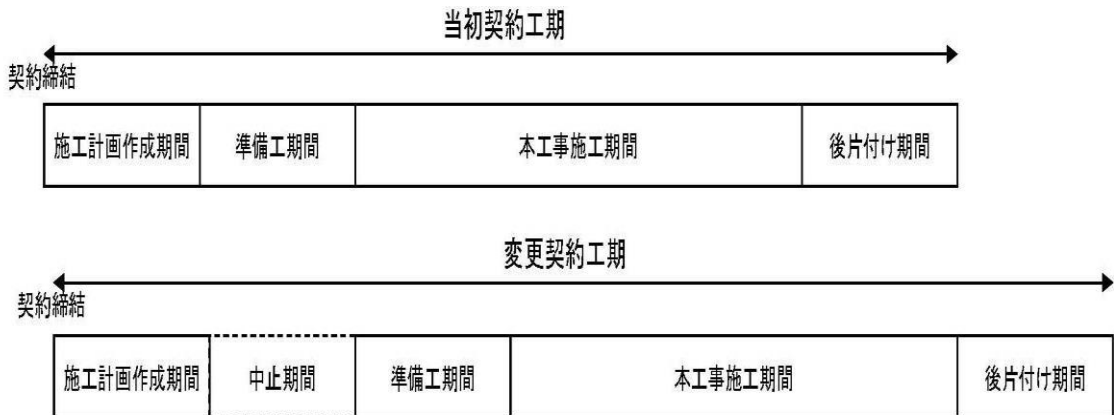 当初契約工期
契約締結
施工計画作成期間 準備工期間 本工事施工期間 後片付け期間
変更契約工期
契約締結
施工計画作成期間 中止期間 準備工期間 本工事施工期間 後片付け期間